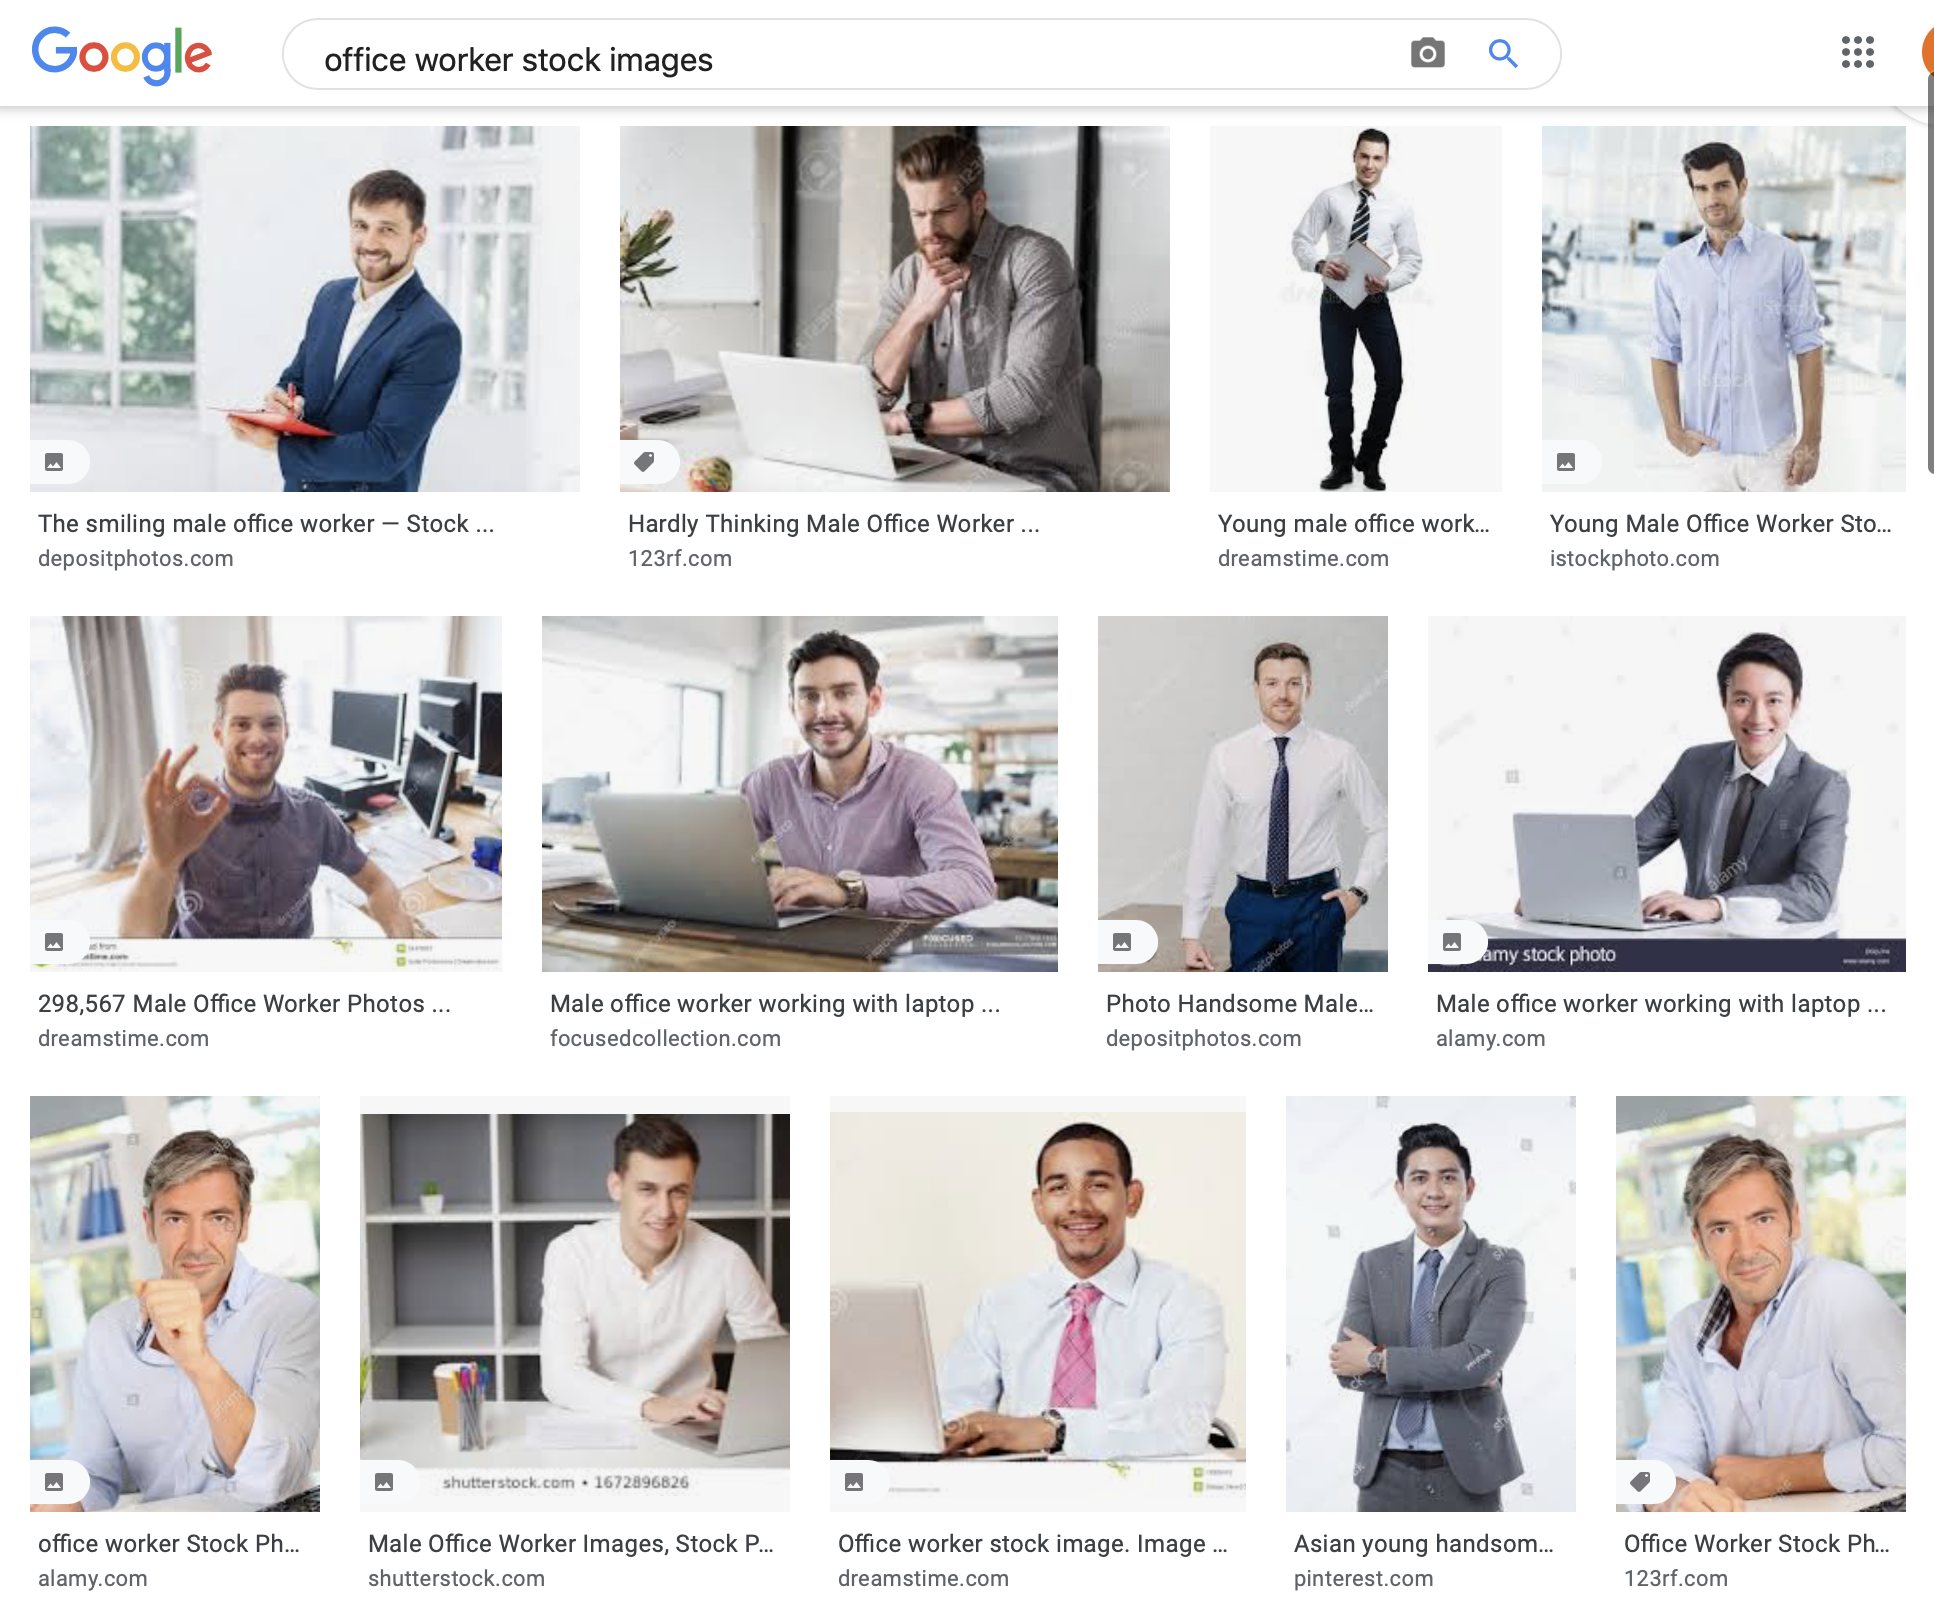 Google
office worker stock images
The smiling male office worker — Stock ...
depositphotos.com
Hardly Thinking Male Office Worker ...
123rf.com
Young male office work...
dreamstime.com
Young Male Office Worker Sto...
istockphoto.com
298,567 Male Office Worker Photos ...
dreamstime.com
Male office worker working with laptop ...
focusedcollection.com
Photo Handsome Male...
depositphotos.com
amy stock photo
alamy
Male office worker working with laptop ...
alamy.com
office worker Stock Ph...
alamy.com
shutterstock.com • 1672896826
Male Office Worker Images, Stock P...
shutterstock.com
Office worker stock image. Image ...
dreamstime.com
Asian young handsom...
pinterest.com
Office Worker Stock Ph...
123rf.com